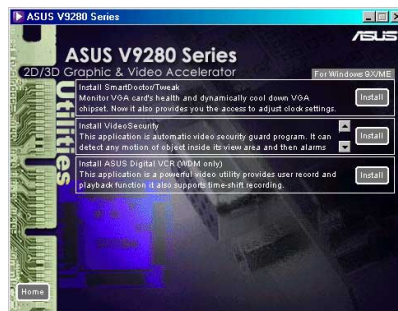 ASUS V9280 Series
ASUS
ASUS V9280 Series
2D/3D Graphic & Video Accelerator
For Windows 9X/ME
Utilities
Install SmartDoctor/Tweak
Monitor VGA card's health and dynamically cool down VGA
chipset. Now it also provides you the access to adjust clock settings.
Install
Install VideoSecurity
This application is automatic video security guard program. It can
detect any motion of object inside its view area and then alarms
Install
Install ASUS Digital VCR (WDM only)
This application is a powerful video utility provides user record and
playback function it also supports time-shift recording.
Install
Home